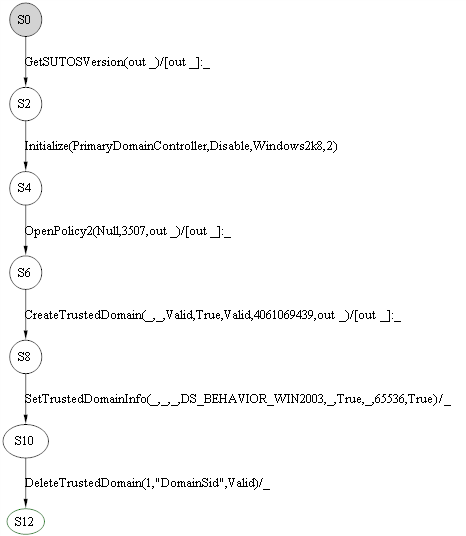 S0
GetSUTOSVersion(out _)/[out _]:_
S2
Initialize(PrimaryDomainController,Disable,Windows2k8,2)
S4
OpenPolicy2(Null,3507,out _)/[out _]:_
S6
CreateTrustedDomain(_,_,Valid,True,Valid,4061069439,out _)/[out _]:_
S8
SetTrustedDomainInfo(_,_,_,DS_BEHAVIOR_WIN2003,_,True,_,65536,True)/_
S10
DeleteTrustedDomain(1,"DomainSid",Valid)/_
S12